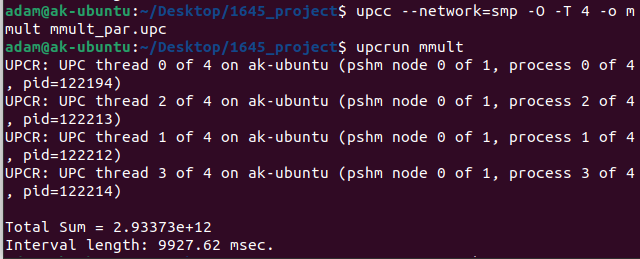 adam@ak-ubuntu:~/Desktop/1645_project$ upcc --network=smp -O -T 4 -o m
mult mmult_par.upc
adam@ak-ubuntu:~/Desktop/1645_project$ upcrun mmult
UPCR: UPC thread 0 of 4 on ak-ubuntu (pshm node 0 of 1, process 0 of 4
, pid=122194)
UPCR: UPC thread 2 of 4 on ak-ubuntu (pshm node 0 of 1, process 2 of 4
, pid=122213)
UPCR: UPC thread 1 of 4 on ak-ubuntu (pshm node 0 of 1, process 1 of 4
, pid=122212)
UPCR: UPC thread 3 of 4 on ak-ubuntu (pshm node 0 of 1, process 3 of 4
, pid=122214)
Total Sum = 2.93373e+12
Interval length: 9927.62 msec.